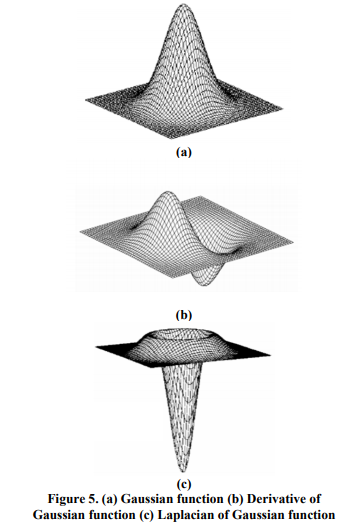 (a)
(b)
(c)
Figure 5. (a) Gaussian function (b) Derivative of
Gaussian function (c) Laplacian of Gaussian function